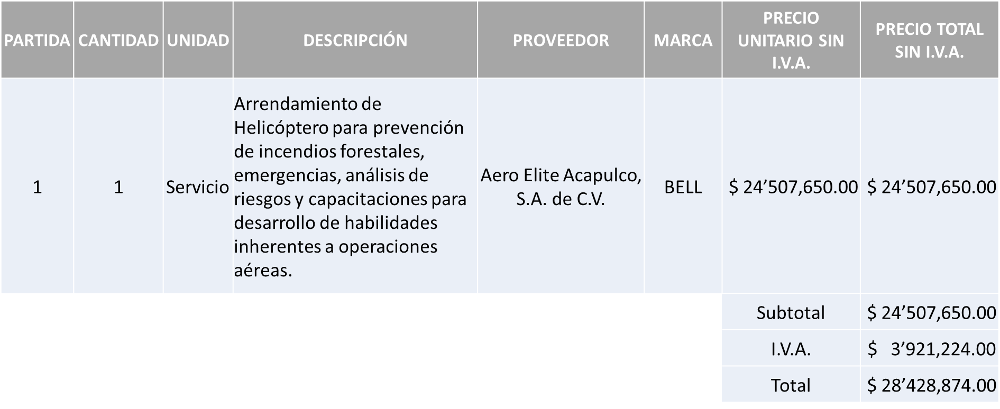 PARTIDA
CANTIDAD
UNIDAD
DESCRIPCIÓN
PROVEEDOR
MARCA
PRECIO
UNITARIO SIN
I.V.A.
PRECIO TOTAL
SIN I.V.A.
1
1
Servicio
Arrendamiento de
Helicóptero para prevención
de incendios forestales,
emergencias, análisis de
riesgos y capacitaciones para
desarrollo de habilidades
inherentes a operaciones
aéreas.
Aero Elite Acapulco,
S.A. de C.V.
BELL
$ 24’507,650.00
$ 24’507,650.00
Subtotal
$ 24’507,650.00
I.V.A.
$ 3’921,224.00
Total
$ 28’428,874.00